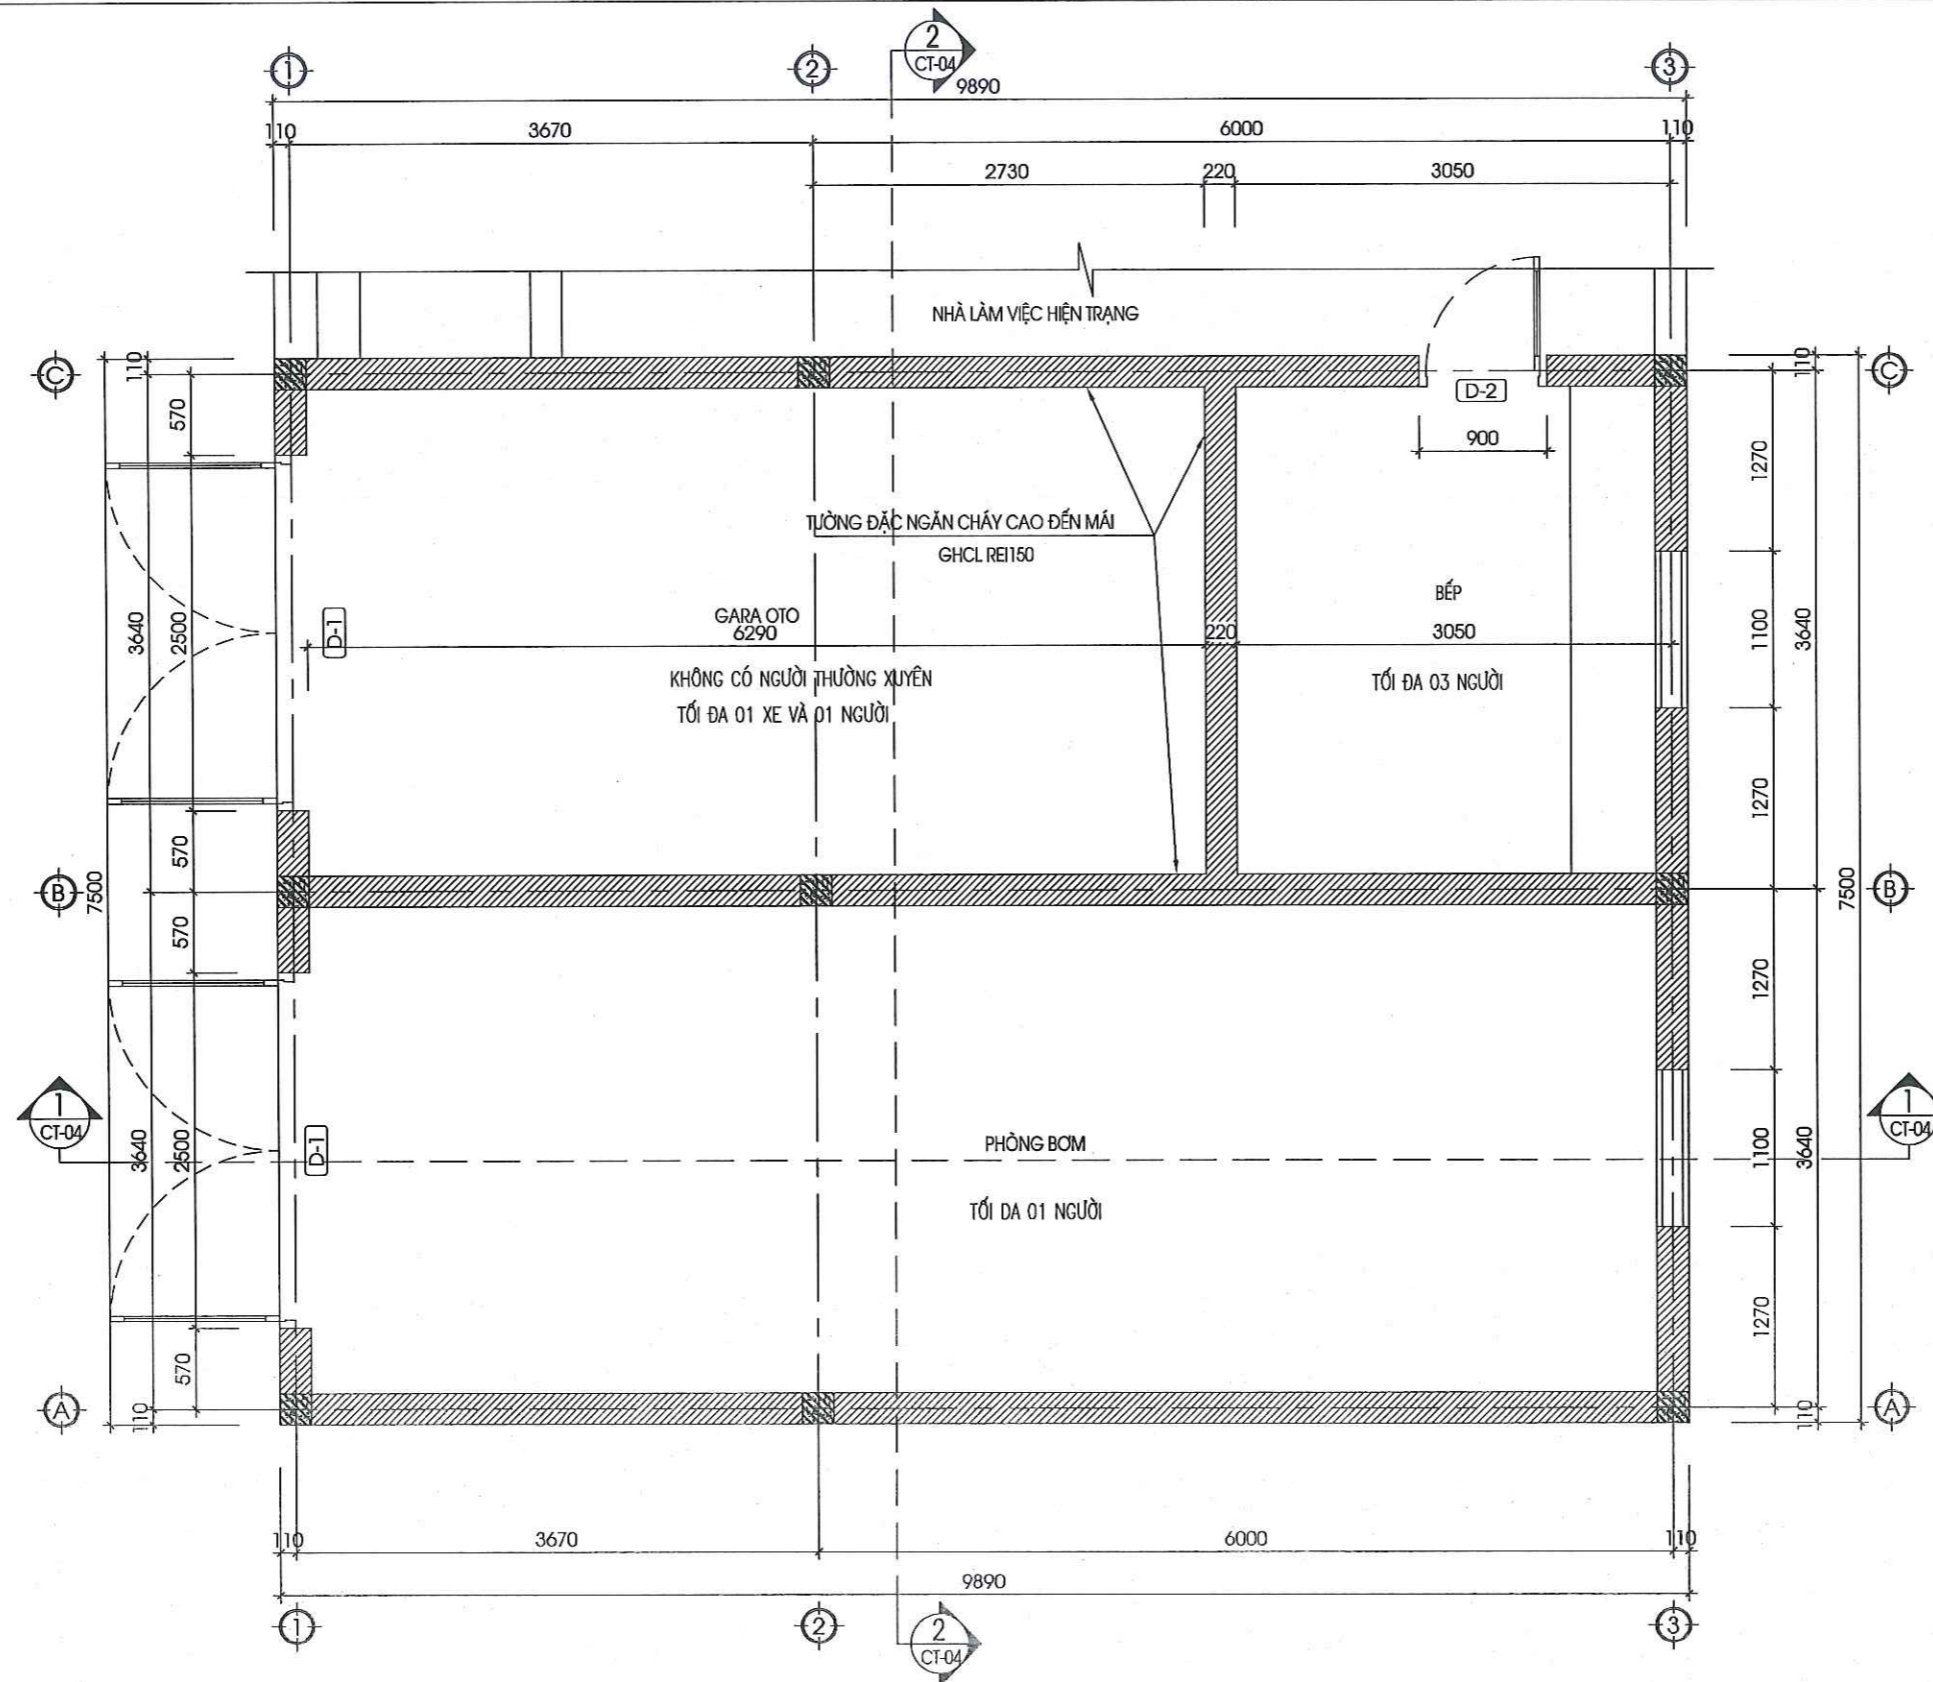 1
2
2
CT-04
3
9890
110
3670
6000
110
2730
220
3050
NHÀ LÀM VIỆC HIỆN TRẠNG
C
110
110
C
D-2
570
900
1270
TƯỜNG ĐẶC NGĂN CHÁY CAO ĐẾN MÁI
GHCL REI150
BẾP
3640
2500
D-1
GARA OTO
6290
220
3050
1100
3640
KHÔNG CÓ NGƯỜI THƯỜNG XUYÊN
TỐI ĐA 01 XE VÀ 01 NGƯỜI
TỐI ĐA 03 NGƯỜI
570
1270
B
7500
7500
B
570
1270
1
CT-04
3640
2500
D-1
PHÒNG BƠM
1100
3640
1
CT-04
TỐI DA 01 NGƯỜI
570
1270
A
110
110
A
110
3670
6000
110
9890
1
2
2
CT-04
3